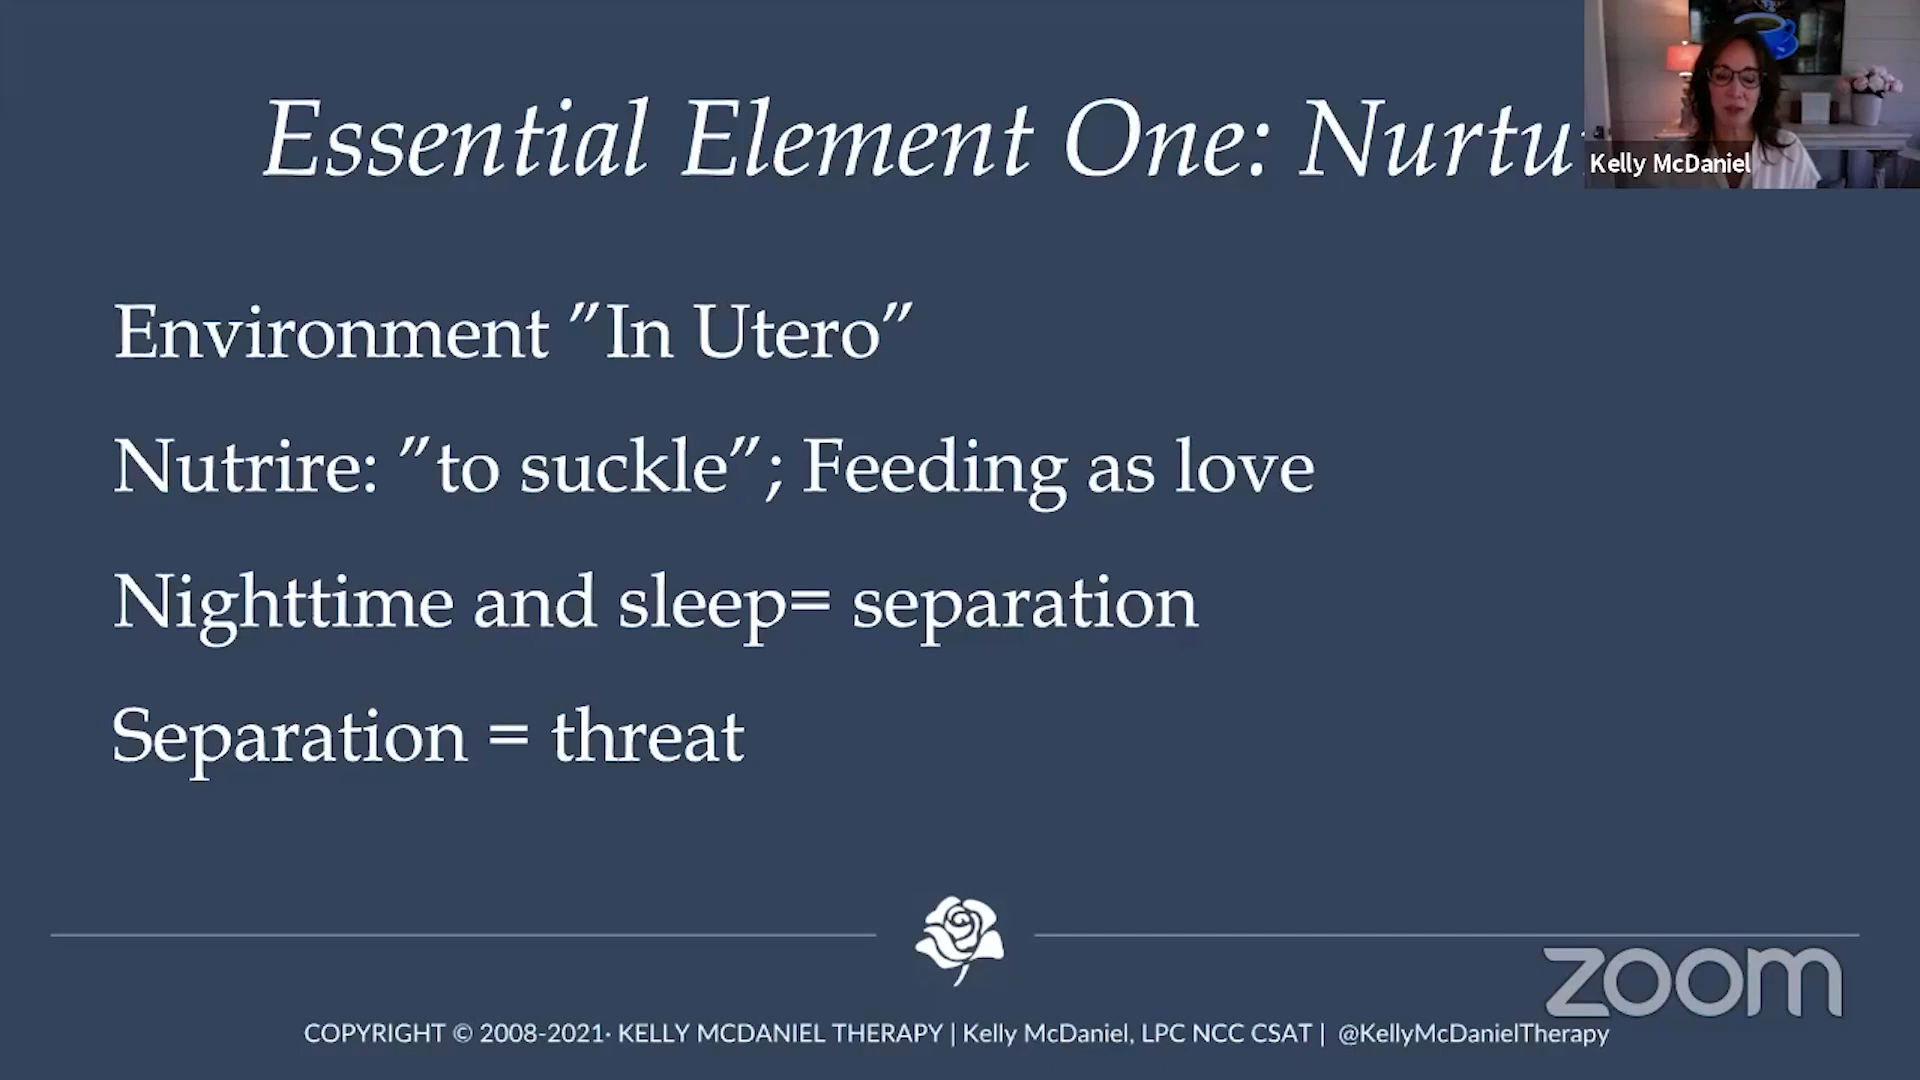 Essential Element One: Nurtu
Kelly McDaniel
Environment ”In Utero”
Nutrire: ”to suckle”; Feeding as love
Nighttime and sleep= separation
Separation = threat
zoom
COPYRIGHT © 2008-2021· KELLY MCDANIEL THERAPY | Kelly McDaniel, LPC NCC CSAT | @KellyMcDanielTherapy